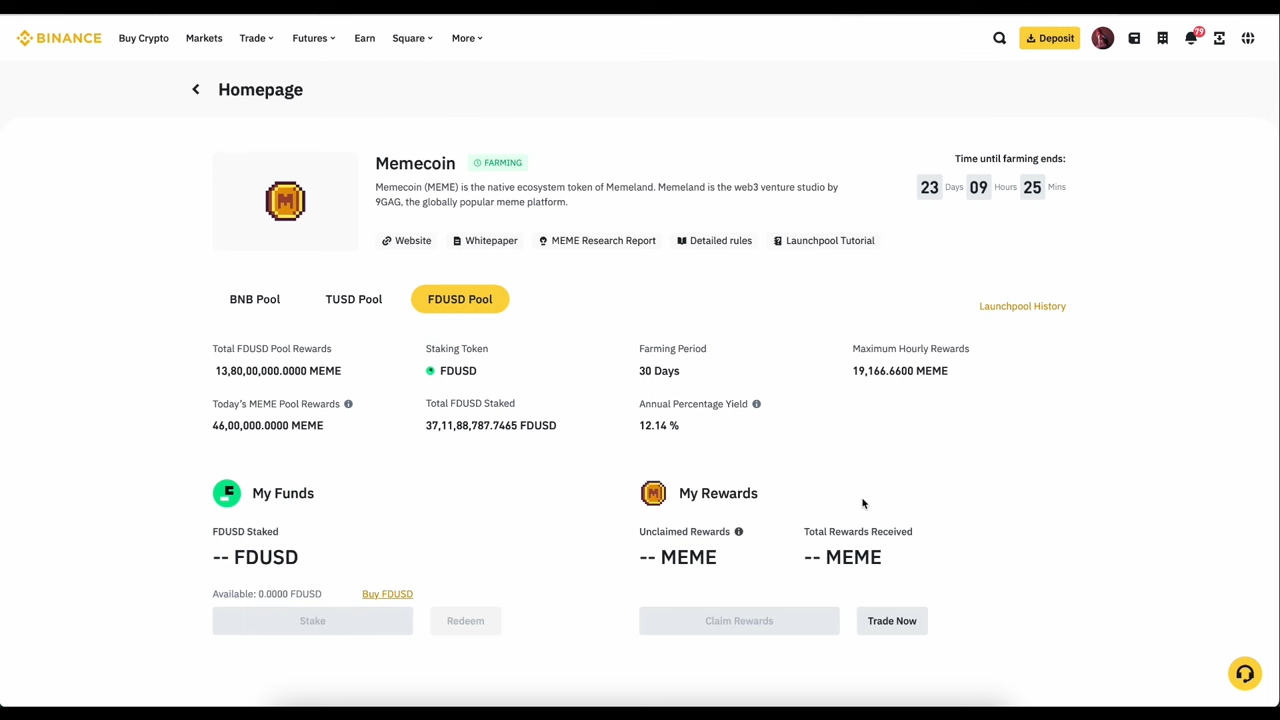 BINANCE Buy Crypto Markets Trade Futures Earn Square More Deposit 79
Homepage
Memecoin FARMING
Time until farming ends:
Memecoin (MEME) is the native ecosystem token of Memeland. Memeland is the web3 venture studio by
9GAG, the globally popular meme platform.
23 Days 09 Hours 25 Mins
Website Whitepaper MEME Research Report Detailed rules Launchpool Tutorial
BNB Pool TUSD Pool FDUSD Pool
Launchpool History
Total FDUSD Pool Rewards Staking Token Farming Period Maximum Hourly Rewards
13,80,00,000.0000 MEME FDUSD 30 Days 19,166.6600 MEME
Today's MEME Pool Rewards Total FDUSD Staked Annual Percentage Yield
46,00,000.0000 MEME 37,11,88,787.7465 FDUSD 12.14 %
My Funds My Rewards
FDUSD Staked Unclaimed Rewards Total Rewards Received
-- FDUSD -- MEME -- MEME
Available: 0.0000 FDUSD Buy FDUSD
Stake Redeem Claim Rewards Trade Now